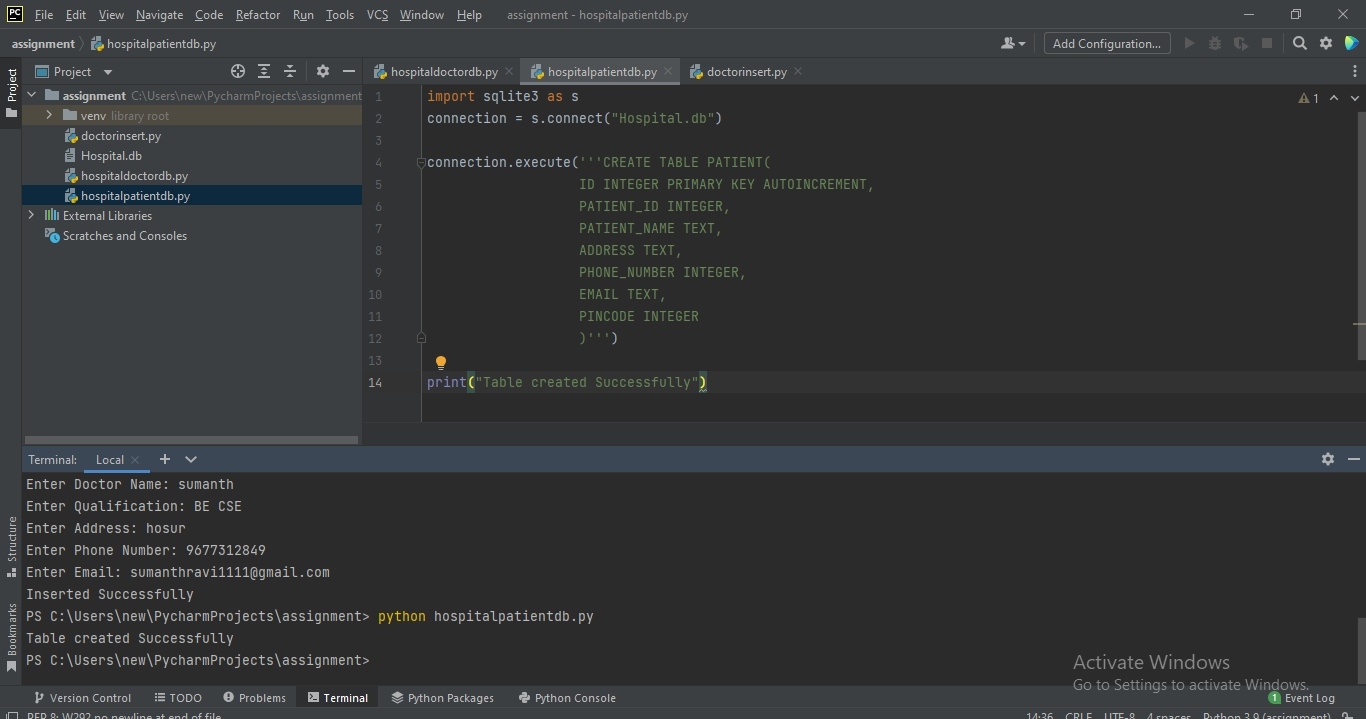 PC File Edit View Navigate Code Refactor Run Tools VCS Window Help assignment - hospitalpatientdb.py
assignment hospitalpatientdb.py Add Configuration...
Project
Project
hospitaldoctordb.py hospitalpatientdb.py doctorinsert.py
assignment C:\Users\new\PycharmProjects\assignment
venv library root
doctorinsert.py
Hospital.db
hospitaldoctordb.py
hospitalpatientdb.py
External Libraries
Scratches and Consoles
1 import sqlite3 as s
2 connection = s.connect("Hospital.db")
3
4 connection.execute('''CREATE TABLE PATIENT(
5 ID INTEGER PRIMARY KEY AUTOINCREMENT,
6 PATIENT_ID INTEGER,
7 PATIENT_NAME TEXT,
8 ADDRESS TEXT,
9 PHONE_NUMBER INTEGER,
10 EMAIL TEXT,
11 PINCODE INTEGER
12 )''')
13
14 print("Table created Successfully")
1
Terminal: Local
Enter Doctor Name: sumanth
Enter Qualification: BE CSE
Enter Address: hosur
Enter Phone Number: 9677312849
Enter Email: sumanthravi1111@gmail.com
Inserted Successfully
PS C:\Users\new\PycharmProjects\assignment> python hospitalpatientdb.py
Table created Successfully
PS C:\Users\new\PycharmProjects\assignment>
Structure
Bookmarks
Activate Windows
Go to Settings to activate Windows.
Version Control TODO Problems Terminal Python Packages Python Console 1 Event Log
PEP 8: W292 no newline at end of file 14:36 CRLF UTF-8 4 spaces Python 3.9 (assignment)